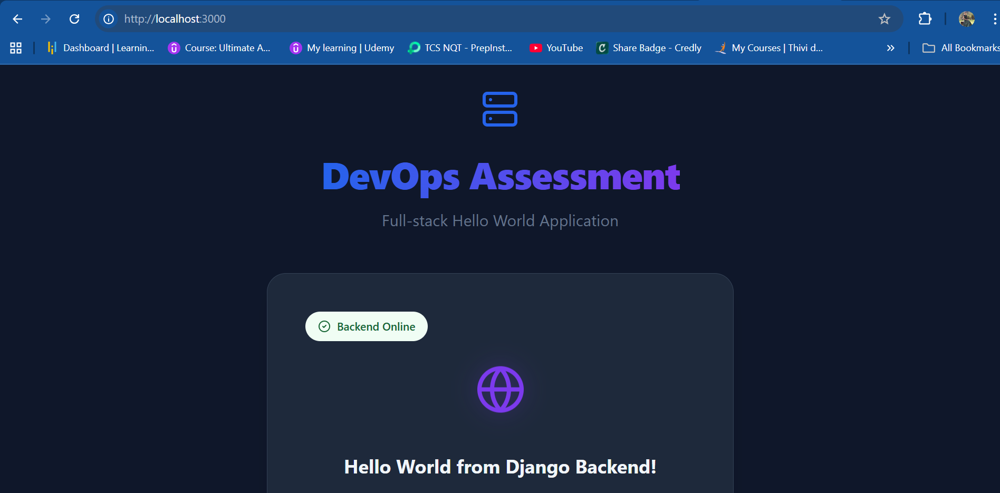 http://localhost:3000
Dashboard | Learnin...
Course: Ultimate A...
My learning | Udemy
TCS NQT - PrepInst...
YouTube
Share Badge - Credly
My Courses | Thivi d...
All Bookmarks
DevOps Assessment
Full-stack Hello World Application
Backend Online
Hello World from Django Backend!